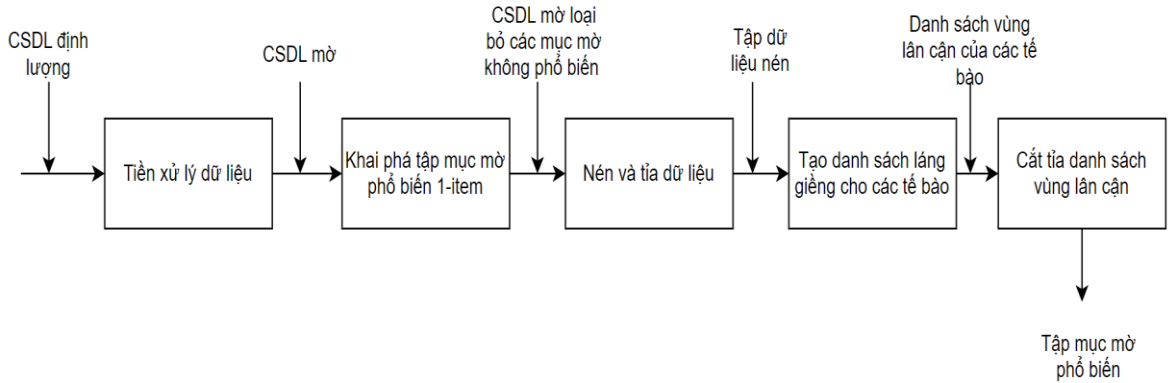 CSDL định
lượng
CSDL mờ
CSDL mờ loại
bỏ các mục mờ
không phổ biến
Tập dữ
liệu nén
Danh sách vùng
lân cận của các tế
bào
Tiền xử lý dữ liệu
Khai phá tập mục mờ
phổ biến 1-item
Nén và tỉa dữ liệu
Tạo danh sách láng
giềng cho các tế bào
Cắt tỉa danh sách
vùng lân cận
Tập mục mờ
phổ biến